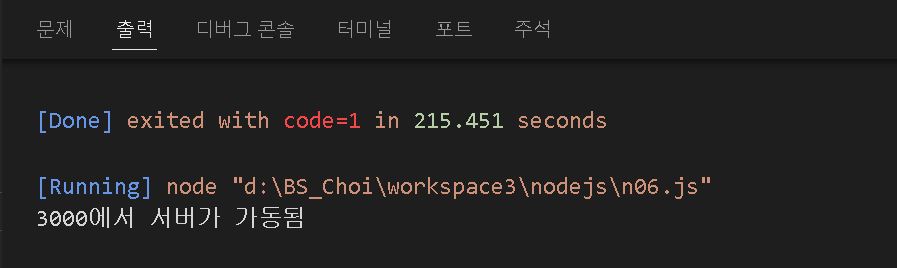 문제 출력 디버그 콘솔 터미널 포트 주석
[Done] exited with code=1 in 215.451 seconds
[Running] node "d:\BS_Choi\workspace3\nodejs\n06.js"
3000에서 서버가 가동됨